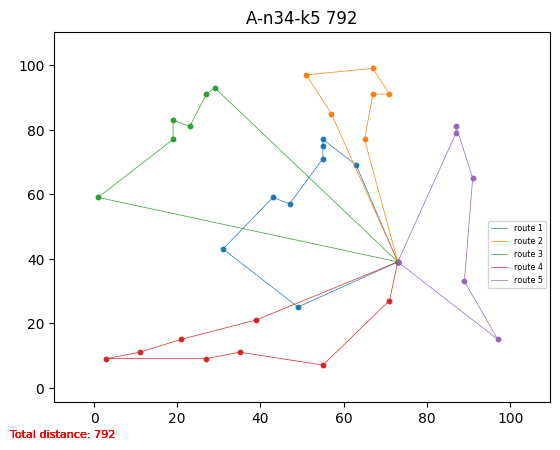 A-n34-k5 792
100
80
60
40
20
0
route 1
route 2
route 3
route 4
route 5
0 20 40 60 80 100
Total distance: 792